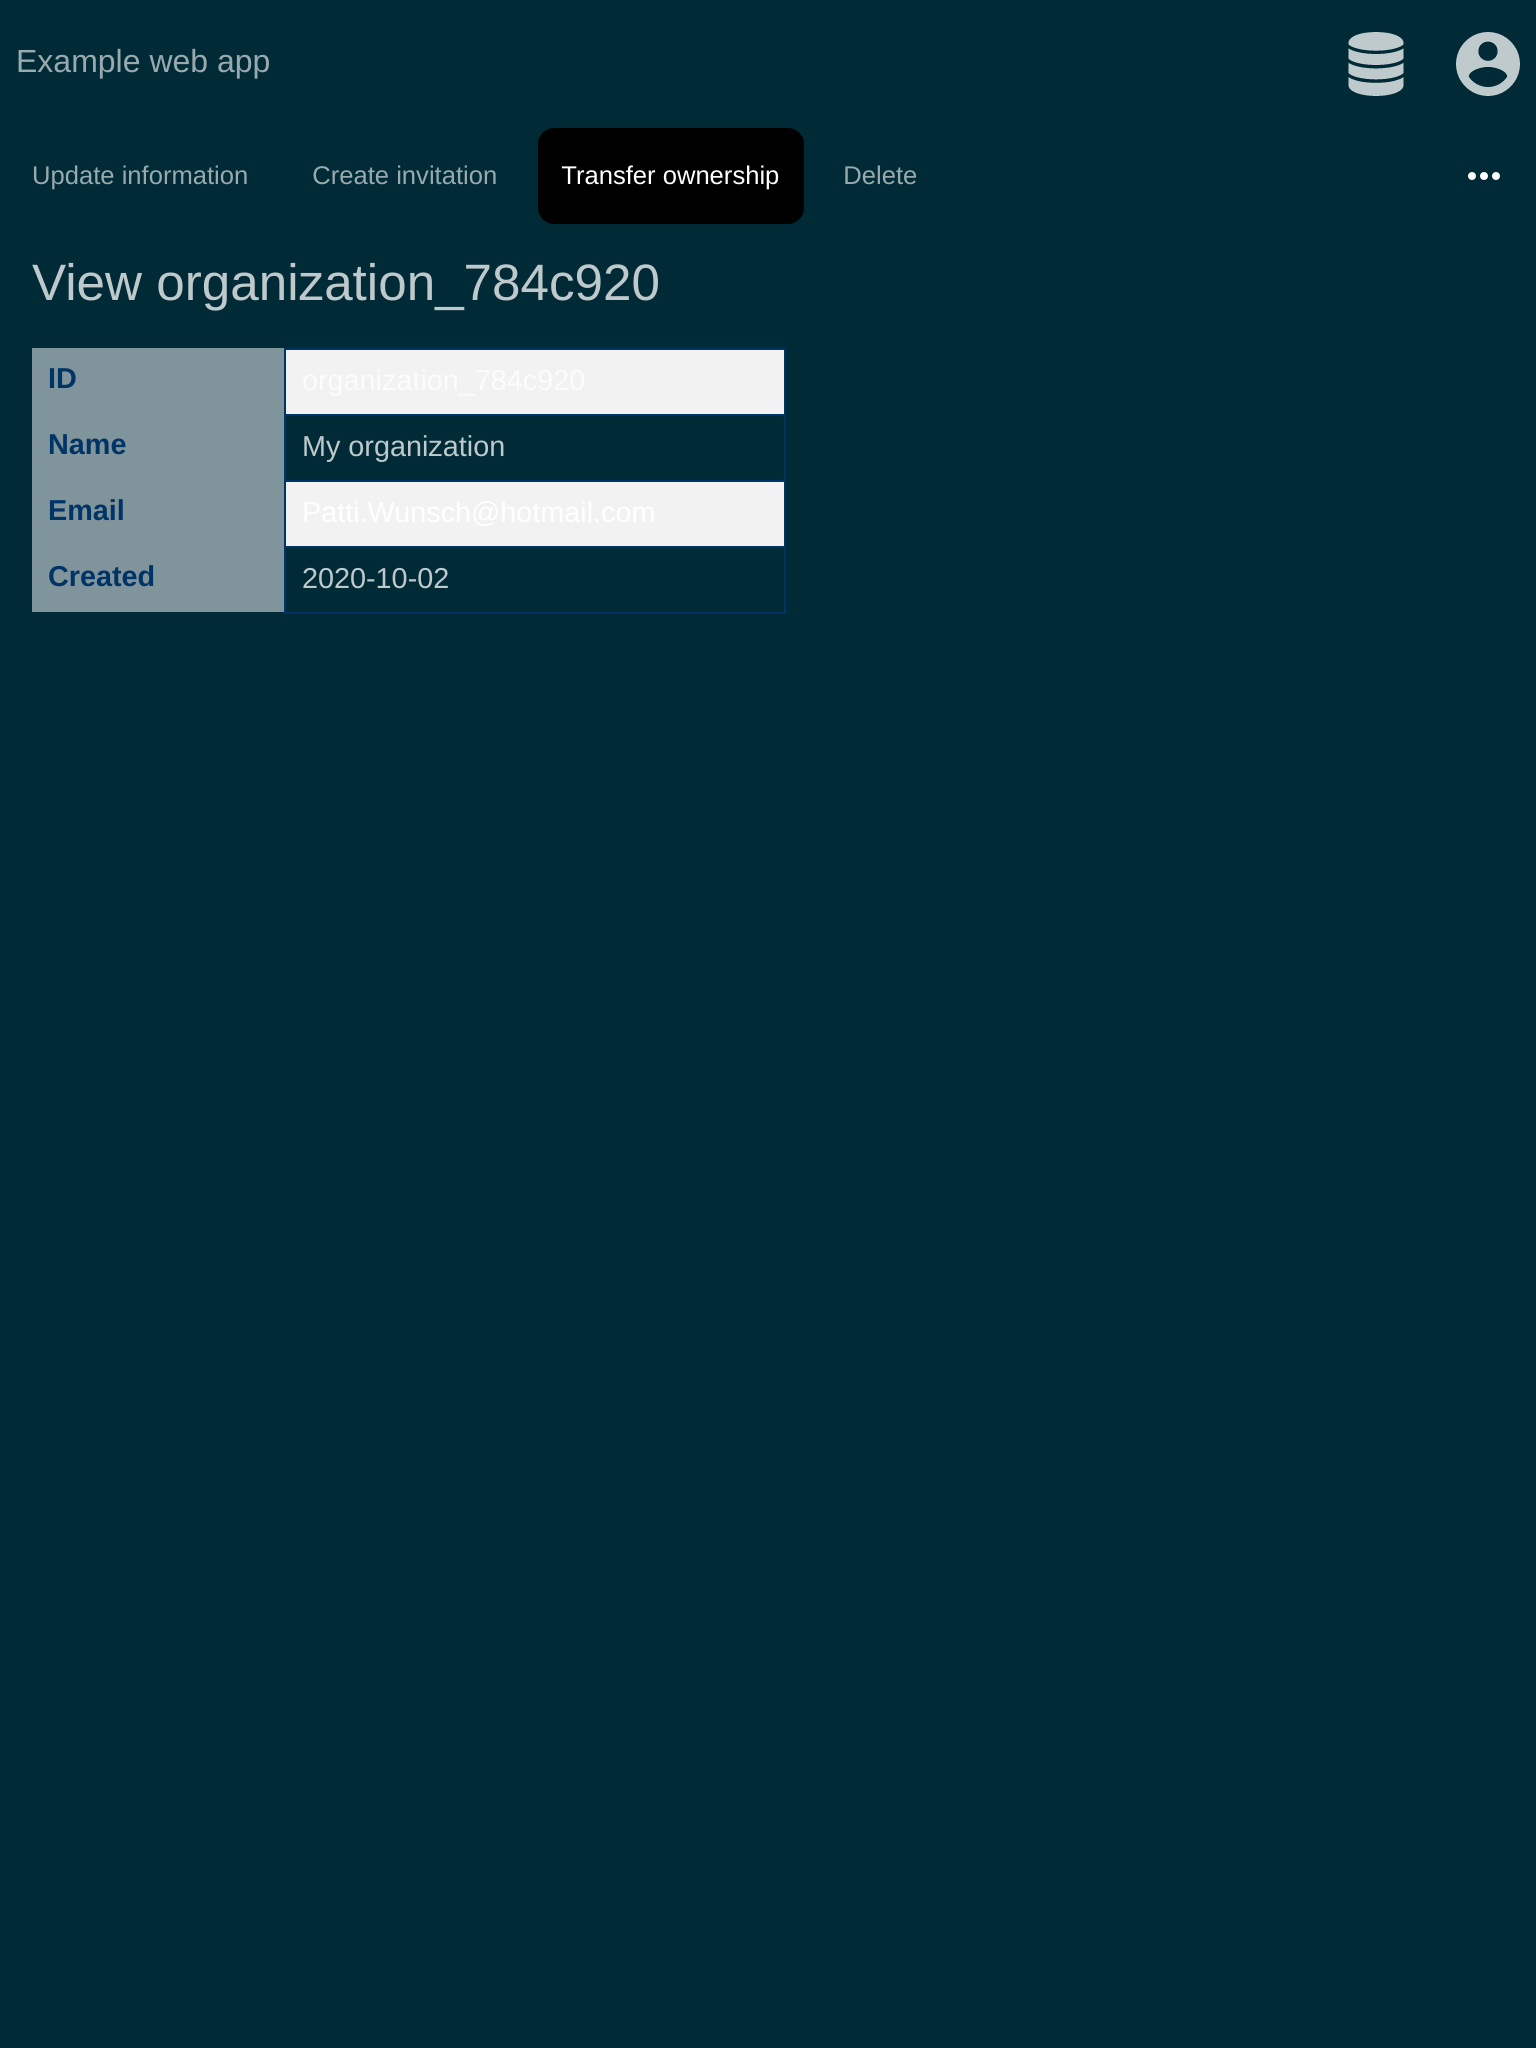 Example web app
Update information Create invitation Transfer ownership Delete
View organization_784c920
ID organization_784c920
Name My organization
Email Patti.Wunsch@hotmail.com
Created 2020-10-02